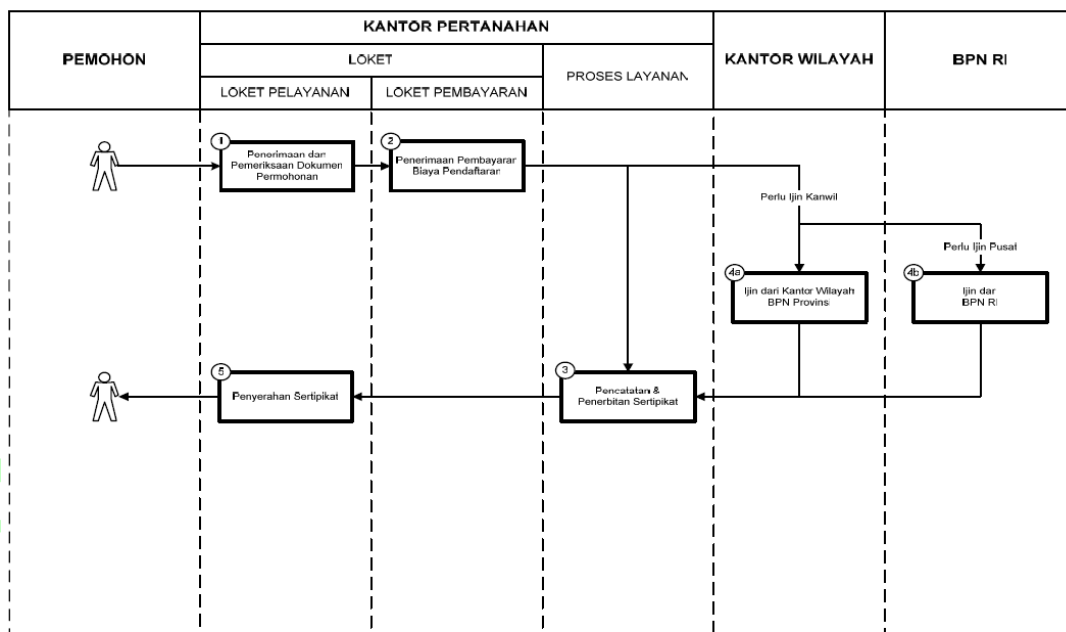 PEMOHON
KANTOR PERTANAHAN
LOKET
LOKET PELAYANAN
LOKET PEMBAYARAN
PROSES LAYANAN
KANTOR WILAYAH
BPN RI
1
Penerimaan dan
Pemeriksaan Dokumen
Permohonan
2
Penerimaan Pembayaran
Biaya Pendaftaran
Perlu Ijin Kanwil
Perlu Ijin Pusat
4a
Ijin dari Kantor Wilayah
BPN Provinsi
4b
Ijin dar
BPN RI
5
Penyerahan Sertipikat
3
Pencatatan &
Penerbitan Sertipikat